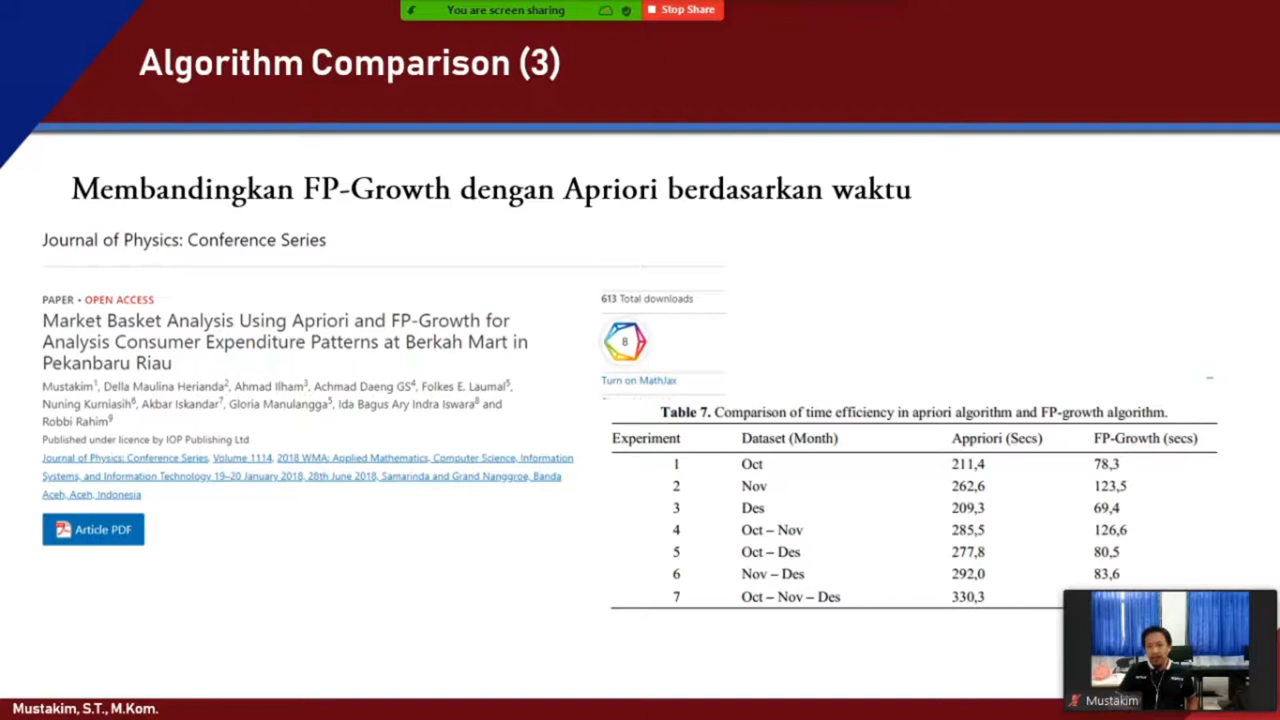 You are screen sharing
Stop Share
Algorithm Comparison (3)
Membandingkan FP-Growth dengan Apriori berdasarkan waktu
Journal of Physics: Conference Series
PAPER • OPEN ACCESS
Market Basket Analysis Using Apriori and FP-Growth for
Analysis Consumer Expenditure Patterns at Berkah Mart in
Pekanbaru Riau
Mustakim1, Della Maulina Herianda2, Ahmad Ilham3, Achmad Daeng GS4, Folkes E. Laumal5,
Nuning Kurniasih6, Akbar Iskandar7, Gloria Manulangga5, Ida Bagus Ary Indra Iswara8 and
Robbi Rahim9
Published under licence by IOP Publishing Ltd
Journal of Physics: Conference Series, Volume 1114, 2018 WMA: Applied Mathematics, Computer Science, Information
Systems, and Information Technology 19–20 January 2018, 28th June 2018, Samarinda and Grand Nanggroe, Banda
Aceh, Aceh, Indonesia
Article PDF
613 Total downloads
8
Turn on MathJax
Table 7. Comparison of time efficiency in apriori algorithm and FP-growth algorithm.
Experiment Dataset (Month) Appriori (Secs) FP-Growth (secs)
1 Oct 211,4 78,3
2 Nov 262,6 123,5
3 Des 209,3 69,4
4 Oct – Nov 285,5 126,6
5 Oct – Des 277,8 80,5
6 Nov – Des 292,0 83,6
7 Oct – Nov – Des 330,3
Mustakim
Mustakim, S.T., M.Kom.